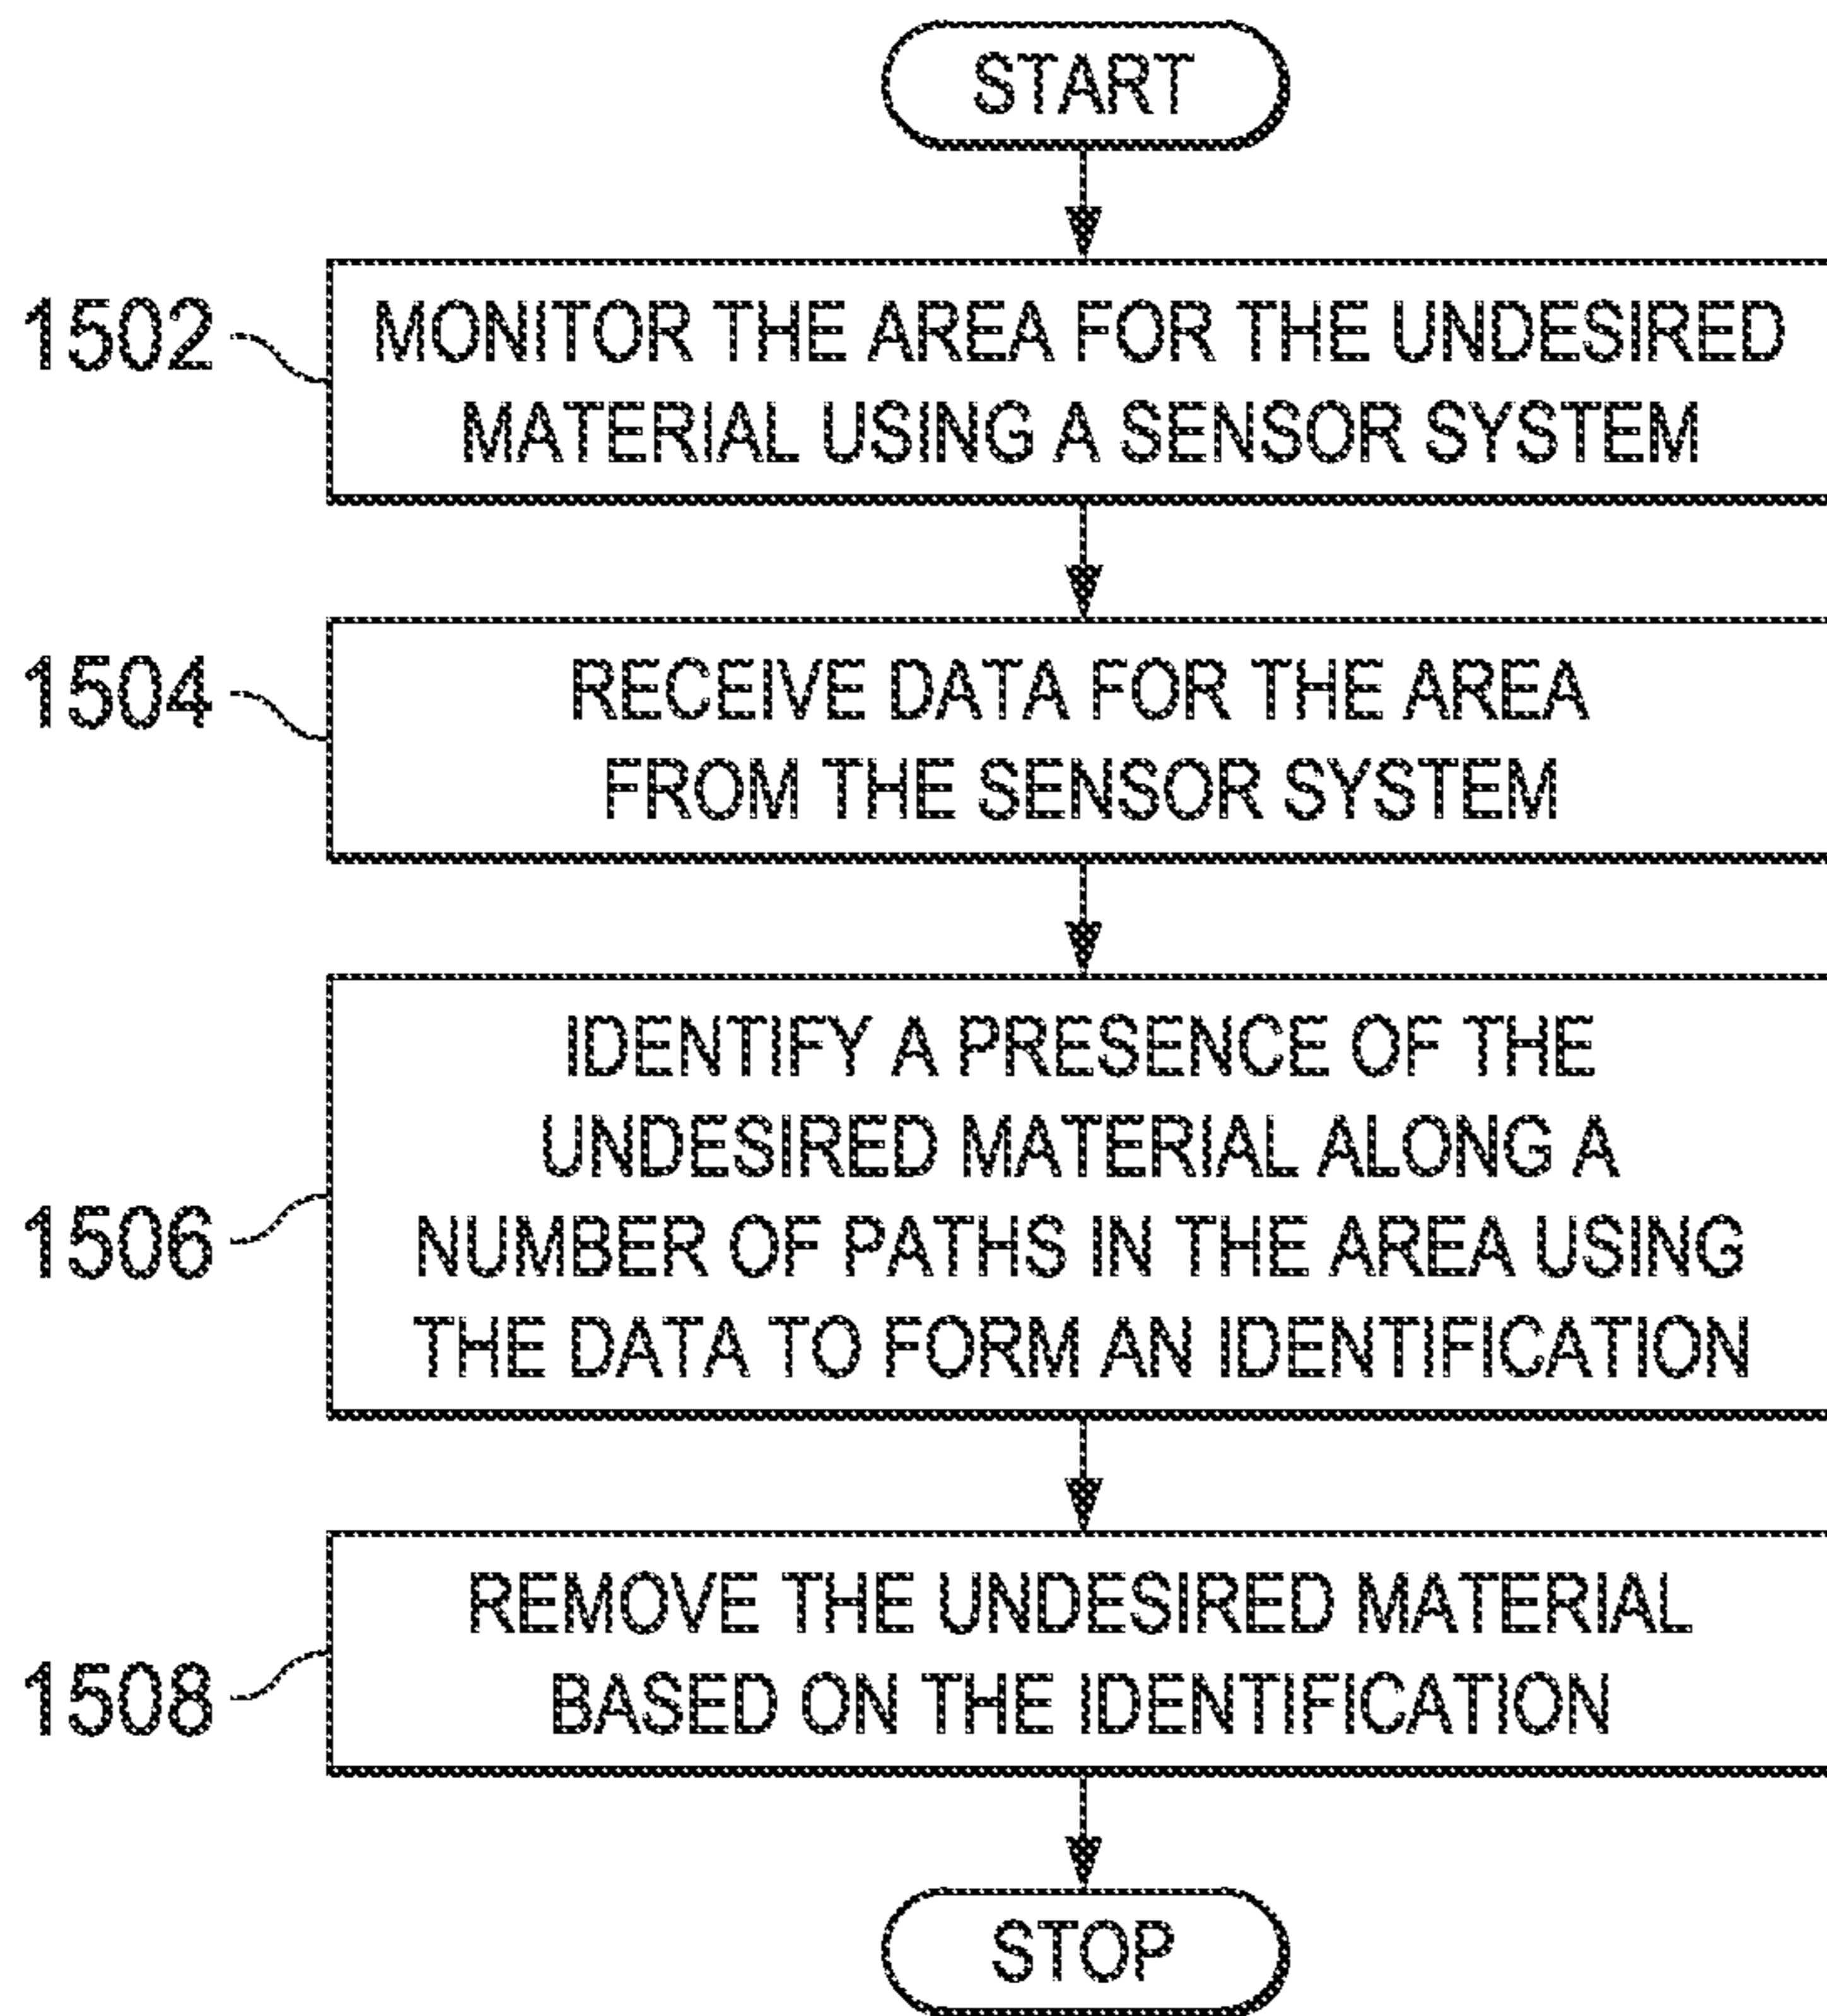 START
1502
MONITOR THE AREA FOR THE UNDESIRED
MATERIAL USING A SENSOR SYSTEM
1504
RECEIVE DATA FOR THE AREA
FROM THE SENSOR SYSTEM
1506
IDENTIFY A PRESENCE OF THE
UNDESIRED MATERIAL ALONG A
NUMBER OF PATHS IN THE AREA USING
THE DATA TO FORM AN IDENTIFICATION
1508
REMOVE THE UNDESIRED MATERIAL
BASED ON THE IDENTIFICATION
STOP